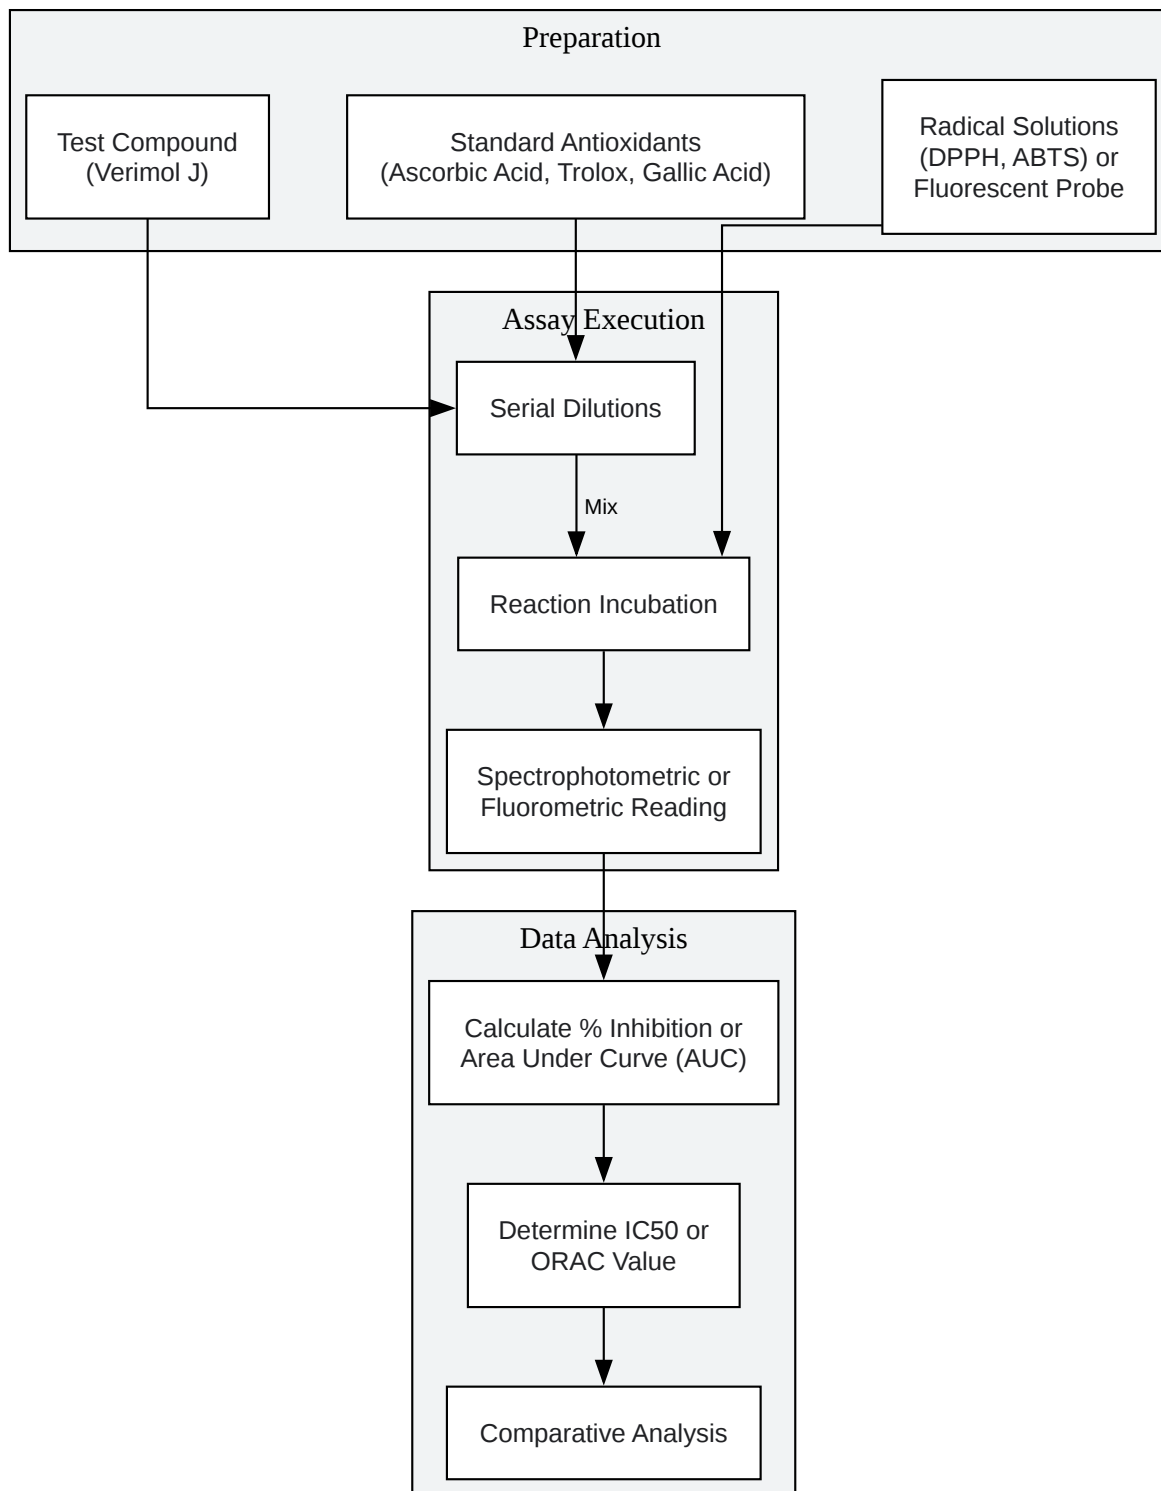 Preparation
Test Compound
(Verimol J)
Standard Antioxidants
(Ascorbic Acid, Trolox, Gallic Acid)
Radical Solutions
(DPPH, ABTS) or
Fluorescent Probe
Assay Execution
Serial Dilutions
Mix
Reaction Incubation
Spectrophotometric or
Fluorometric Reading
Data Analysis
Calculate % Inhibition or
Area Under Curve (AUC)
Determine IC50 or
ORAC Value
Comparative Analysis